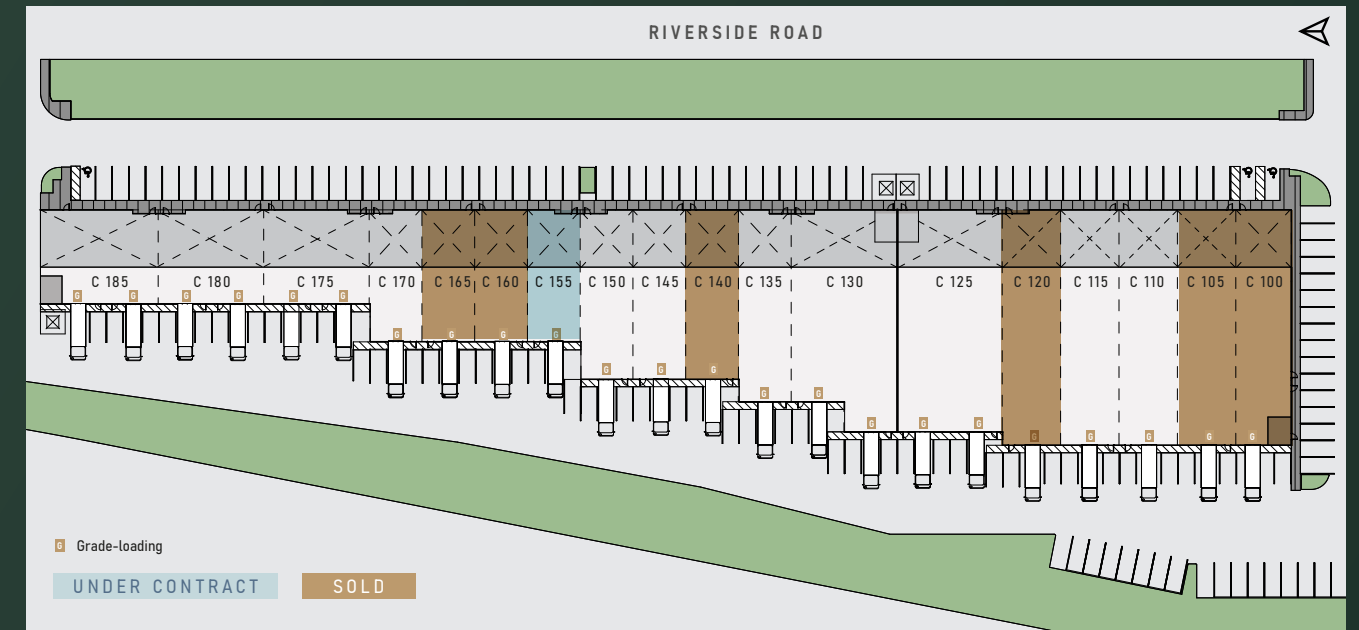 RIVERSIDE ROAD
C 185 C 180 C 175 C 170 C 165 C 160 C 155 C 150 C 145 C 140 C 135 C 130 C 125 C 120 C 115 C 110 C 105 C 100
G G G G G G
G G G G
G G G
G G
G G G
G G G G G
G Grade-loading
UNDER CONTRACT SOLD